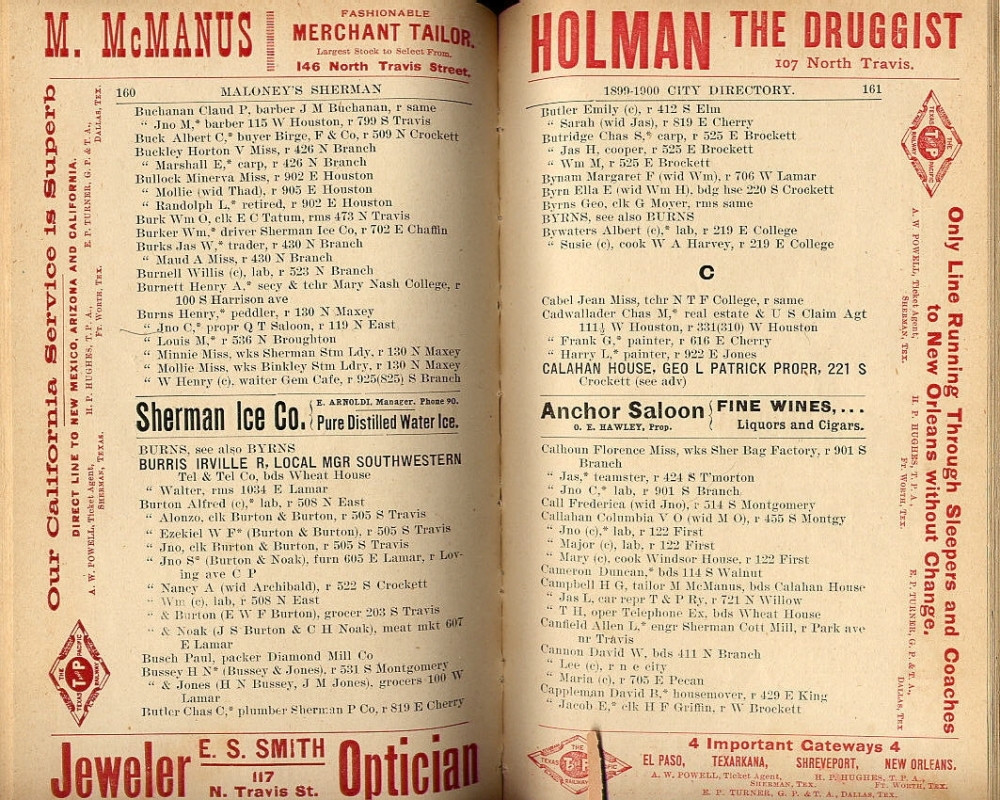 M. McMANUS
FASHIONABLE
MERCHANT TAILOR.
Largest Stock to Select From.
146 North Travis Street.
160 MALONEY'S SHERMAN
Buchanan Claud P, barber J M Buchanan, r same
“ Jno M,* barber 115 W Houston, r 799 S Travis
Buck Albert C,* buyer Birge, F & Co, r 509 N Crockett
Buckley Horton V Miss, r 426 N Branch
“ Marshall E,* carp, r 426 N Branch
Bullock Minerva Miss, r 902 E Houston
“ Mollie (wid Thad), r 905 E Houston
“ Randolph L,* retired, r 902 E Houston
Burk Wm O, clk E C Tatum, rms 473 N Travis
Burker Wm,* driver Sherman Ice Co, r 702 E Chaffin
Burks Jas W,* trader, r 430 N Branch
“ Maud A Miss, r 430 N Branch
Burnell Willis (c), lab, r 523 N Branch
Burnett Henry A,* secy & tchr Mary Nash College, r
100 S Harrison ave
Burns Henry,* peddler, r 130 N Maxey
“ Jno C,* propr Q T Saloon, r 119 N East
“ Louis M,* r 536 N Broughton
“ Minnie Miss, wks Sherman Stm Ldy, r 130 N Maxey
“ Mollie Miss, wks Binkley Stm Ldry, r 130 N Maxey
“ W Henry (c), waiter Gem Cafe, r 925(825) S Branch
Sherman Ice Co. { E. ARNOLDI, Manager. Phone 90.
Pure Distilled Water Ice.
BURNS, see also BYRNS
BURRIS IRVILLE R, LOCAL MGR SOUTHWESTERN
Tel & Tel Co, bds Wheat House
“ Walter, rms 1034 E Lamar
Burton Alfred (c),* lab, r 508 N East
“ Alonzo, clk Burton & Burton, r 505 S Travis
“ Ezekiel W F* (Burton & Burton), r 505 S Travis
“ Jno, clk Burton & Burton, r 505 S Travis
“ Jno S* (Burton & Noak), furn 605 E Lamar, r Lov-
ing ave C P
“ Nancy A (wid Archibald), r 522 S Crockett
“ Wm (c), lab, r 508 N East
“ & Burton (E W F Burton), grocer 203 S Travis
“ & Noak (J S Burton & C H Noak), meat mkt 607
E Lamar
Busch Paul, packer Diamond Mill Co
Bussey H N* (Bussey & Jones), r 531 S Montgomery
“ & Jones (H N Bussey, J M Jones), grocers 100 W
Lamar
Butler Chas C,* plumber Sherman P Co, r 819 E Cherry
Our California Service is Superb
DIRECT LINE TO NEW MEXICO, ARIZONA AND CALIFORNIA.
A. W. POWELL, Ticket Agent, H. P. HUGHES, T. P. A., E. P. TURNER, G. P. & T. A.,
SHERMAN, TEXAS. FT. WORTH, TEX. DALLAS, TEX.
THE
TEXAS T&P PACIFIC
RAILWAY
Jeweler
E. S. SMITH
117
N. Travis St.
Optician
HOLMAN THE DRUGGIST
107 North Travis.
1899-1900 CITY DIRECTORY. 161
Butler Emily (c), r 412 S Elm
“ Sarah (wid Jas), r 819 E Cherry
Butridge Chas S,* carp, r 525 E Brockett
“ Jas H, cooper, r 525 E Brockett
“ Wm M, r 525 E Brockett
Bynam Margaret F (wid Wm), r 706 W Lamar
Byrn Ella E (wid Wm H), bdg hse 220 S Crockett
Byrns Geo, clk G Moyer, rms same
BYRNS, see also BURNS
Bywaters Albert (c),* lab, r 219 E College
“ Susie (c), cook W A Harvey, r 219 E College
C
Cabel Jean Miss, tchr N T F College, r same
Cadwallader Chas M,* real estate & U S Claim Agt
111½ W Houston, r 331(310) W Houston
“ Frank G,* painter, r 616 E Cherry
“ Harry L,* painter, r 922 E Jones
CALAHAN HOUSE, GEO L PATRICK PROPR, 221 S
Crockett (see adv)
Anchor Saloon { FINE WINES,...
O. E. HAWLEY, Prop. Liquors and Cigars.
Calhoun Florence Miss, wks Sher Bag Factory, r 901 S
Branch
“ Jas,* teamster, r 424 S T'morton
“ Jno C,* lab, r 901 S Branch
Call Frederica (wid Jno), r 514 S Montgomery
Callahan Columbia V O (wid M O), r 455 S Montgy
“ Jno (c),* lab, r 122 First
“ Major (c), lab, r 122 First
“ Mary (c), cook Windsor House, r 122 First
Cameron Duncan,* bds 114 S Walnut
Campbell H G, tailor M McManus, bds Calahan House
“ Jas L, car repr T & P Ry, r 721 N Willow
“ T H, oper Telephone Ex, bds Wheat House
Canfield Allen L,* engr Sherman Cott Mill, r Park ave
nr Travis
Cannon David W, bds 411 N Branch
“ Lee (c), r n e city
“ Maria (c), r 705 E Pecan
Cappleman David B,* housemover, r 429 E King
“ Jacob E,* clk H F Griffin, r W Brockett
THE
TEXAS T&P PACIFIC
RAILWAY
Only Line Running Through Sleepers and Coaches
to New Orleans without Change.
A. W. POWELL, Ticket Agent, H. P. HUGHES, T. P. A., E. P. TURNER, G. P. & T. A.,
SHERMAN, TEX. FT. WORTH, TEX. DALLAS, TEX
THE
TEXAS T&P PACIFIC
RAILWAY
4 Important Gateways 4
EL PASO, TEXARKANA, SHREVEPORT, NEW ORLEANS.
A. W. POWELL, Ticket Agent, H. P. HUGHES, T. P. A.,
SHERMAN, TEX. FT. WORTH, TEX.
E. P. TURNER, G. P. & T. A., DALLAS, TEX.